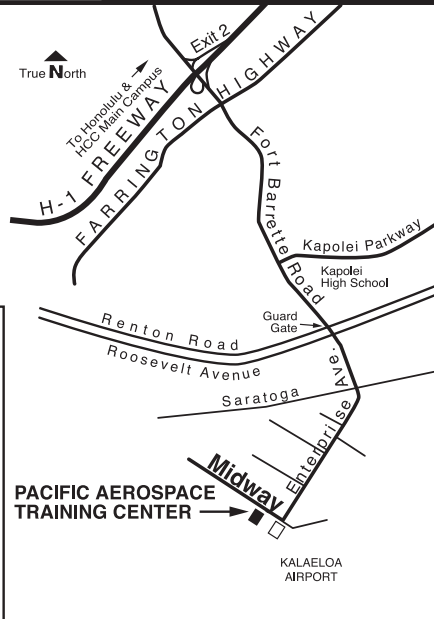 Exit 2
True North
To Honolulu &
HCC Main Campus
H-1 FREEWAY
FARRINGTON HIGHWAY
Fort Barrette Road
Kapolei Parkway
Kapolei
High School
Guard
Gate
Renton Road
Roosevelt Avenue
Saratoga
Enterprise Ave.
Midway
PACIFIC AEROSPACE
TRAINING CENTER
KALAELOA
AIRPORT